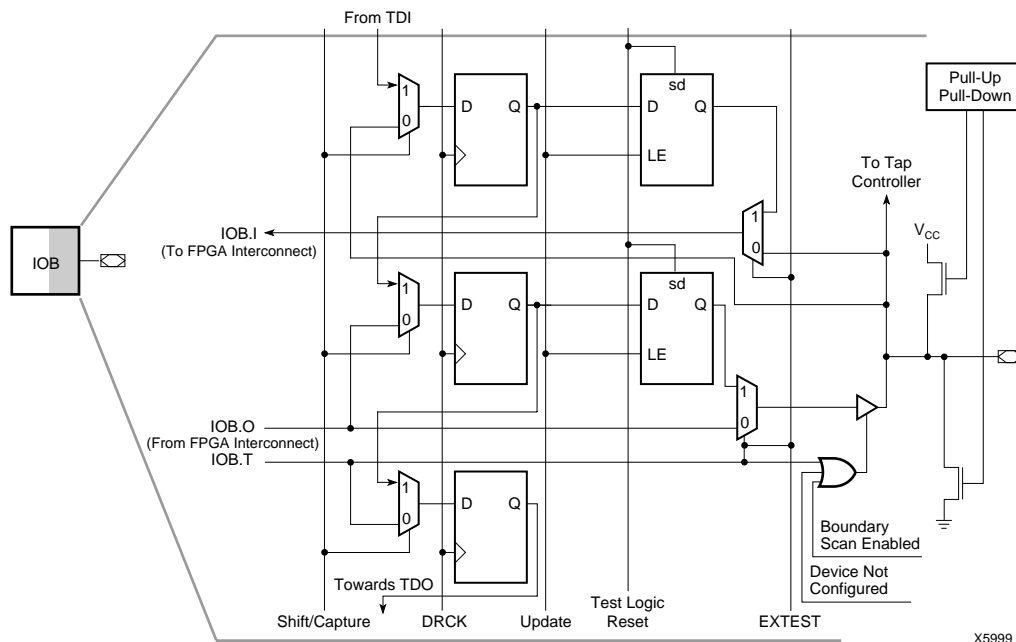 From TDI
Pull-Up
Pull-Down
sd
1
0
D
Q
D
Q
LE
To Tap
Controller
IOB.I
(To FPGA Interconnect)
1
0
VCC
IOB
sd
1
0
D
Q
D
Q
LE
1
0
IOB.O
(From FPGA Interconnect)
IOB.T
1
0
D
Q
Boundary
Scan Enabled
Device Not
Configured
Towards TDO
Shift/Capture
DRCK
Update
Test Logic
Reset
EXTEST
X5999